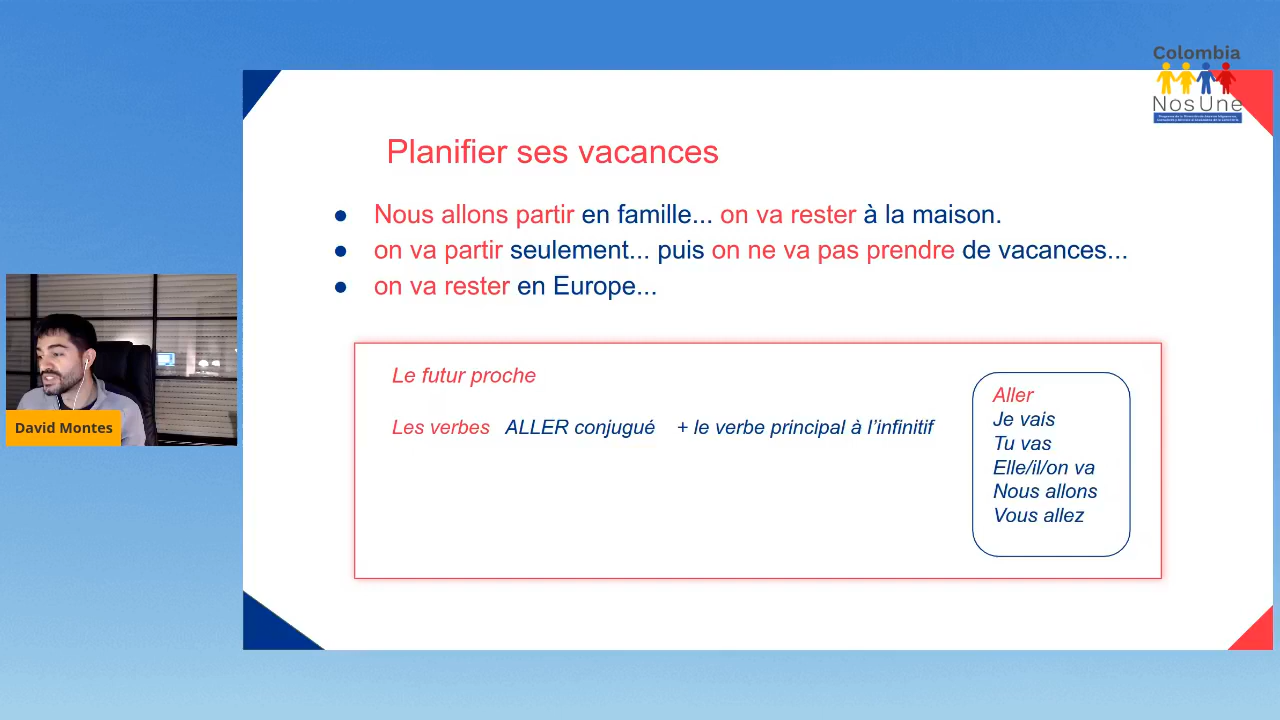 Colombia
NosUne
Planifier ses vacances
● Nous allons partir en famille... on va rester à la maison.
● on va partir seulement... puis on ne va pas prendre de vacances...
● on va rester en Europe...
Le futur proche
Les verbes ALLER conjugué + le verbe principal à l'infinitif
Aller
Je vais
Tu vas
Elle/il/on va
Nous allons
Vous allez
David Montes